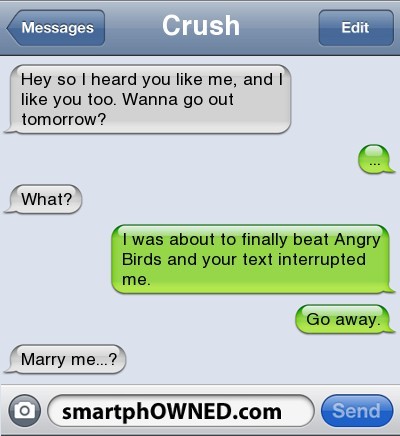 Messages
Crush
Edit
Hey so I heard you like me, and I
like you too. Wanna go out
tomorrow?
...
What?
I was about to finally beat Angry
Birds and your text interrupted
me.
Go away.
Marry me...?
smartphOWNED.com
Send